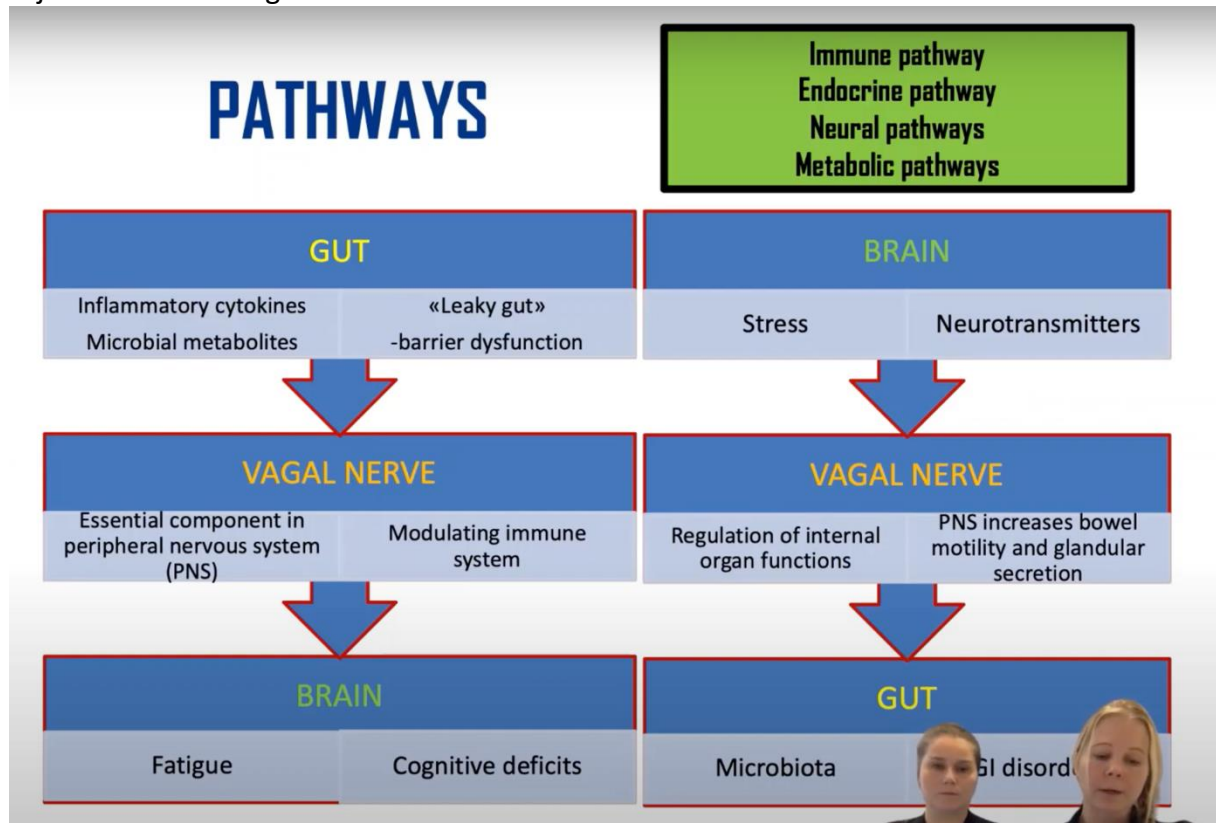 PATHWAYS
Immune pathway
Endocrine pathway
Neural pathways
Metabolic pathways
GUT
Inflammatory cytokines
Microbial metabolites
«Leaky gut»
-barrier dysfunction
VAGAL NERVE
Essential component in
peripheral nervous system
(PNS)
Modulating immune
system
BRAIN
Fatigue
Cognitive deficits
BRAIN
Stress
Neurotransmitters
VAGAL NERVE
Regulation of internal
organ functions
PNS increases bowel
motility and glandular
secretion
GUT
Microbiota
GI